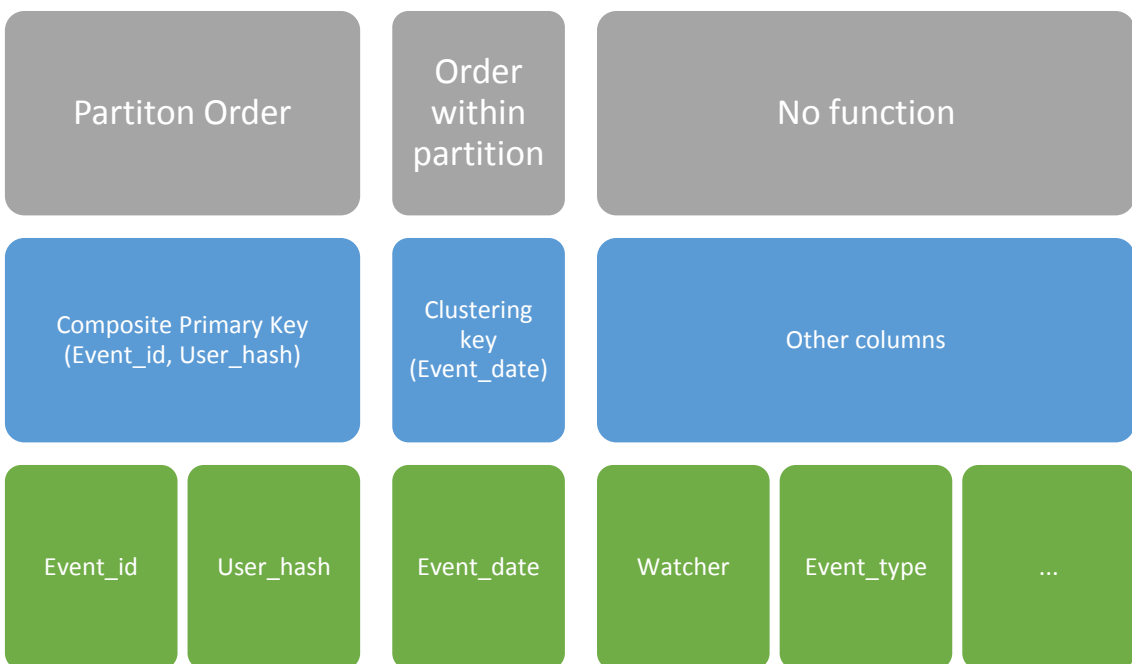 Partiton Order
Order
within
partition
No function
Composite Primary Key
(Event_id, User_hash)
Clustering
key
(Event_date)
Other columns
Event_id
User_hash
Event_date
Watcher
Event_type
...